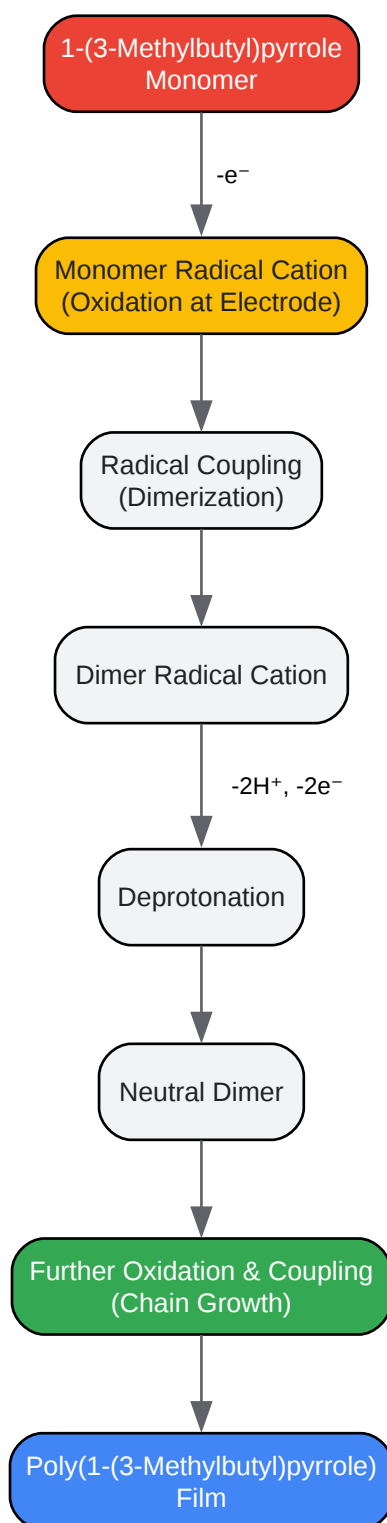 1-(3-Methylbutyl)pyrrole
Monomer
-e⁻
Monomer Radical Cation
(Oxidation at Electrode)
Radical Coupling
(Dimerization)
Dimer Radical Cation
-2H⁺, -2e⁻
Deprotonation
Neutral Dimer
Further Oxidation & Coupling
(Chain Growth)
Poly(1-(3-Methylbutyl)pyrrole)
Film